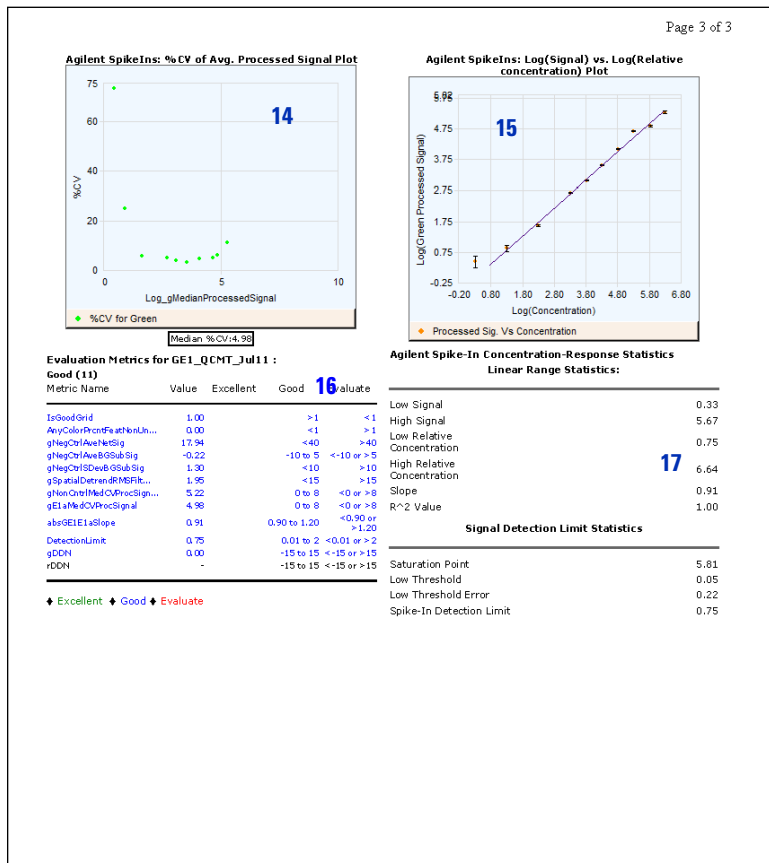 Page 3 of 3
Agilent SpikeIns: %CV of Avg. Processed Signal Plot
75
60
40
20
0
0
5
10
%CV
Log_gMedianProcessedSignal
14
%CV for Green
Median %CV:4.98
Agilent SpikeIns: Log(Signal) vs. Log(Relative
concentration) Plot
5.75
4.75
3.75
2.75
1.75
0.75
-0.25
-0.20 0.80 1.80 2.80 3.80 4.80 5.80 6.80
Log(Green Processed Signal)
Log(Concentration)
15
Processed Sig. Vs Concentration
Evaluation Metrics for GE1_QCMT_Jul11 :
Good (11)
16
Metric Name Value Excellent Good Evaluate
IsGoodGrid 1.00 >1 <1
AnyColorPrcntFeatNonUn... 0.00 <1 >1
gNegCtrlAveNetSig 17.94 <40 >40
gNegCtrlAveBGSubSig -0.22 -10 to 5 <-10 or >5
gNegCtrlSDevBGSubSig 1.30 <10 >10
gSpatialDetrendRMSFilt... 1.95 <15 >15
gNonCntrlMedCVProcSign... 5.22 0 to 8 <0 or >8
gE1aMedCVProcSignal 4.98 0 to 8 <0 or >8
absGE1E1aSlope 0.91 0.90 to 1.20 <0.90 or
>1.20
DetectionLimit 0.75 0.01 to 2 <0.01 or >2
gDDN 0.00 -15 to 15 <-15 or >15
rDDN - -15 to 15 <-15 or >15
♦ Excellent ♦ Good ♦ Evaluate
Agilent Spike-In Concentration-Response Statistics
Linear Range Statistics:
Low Signal 0.33
High Signal 5.67
Low Relative
Concentration 0.75
High Relative
Concentration 6.64
17
Slope 0.91
R^2 Value 1.00
Signal Detection Limit Statistics
Saturation Point 5.81
Low Threshold 0.05
Low Threshold Error 0.22
Spike-In Detection Limit 0.75